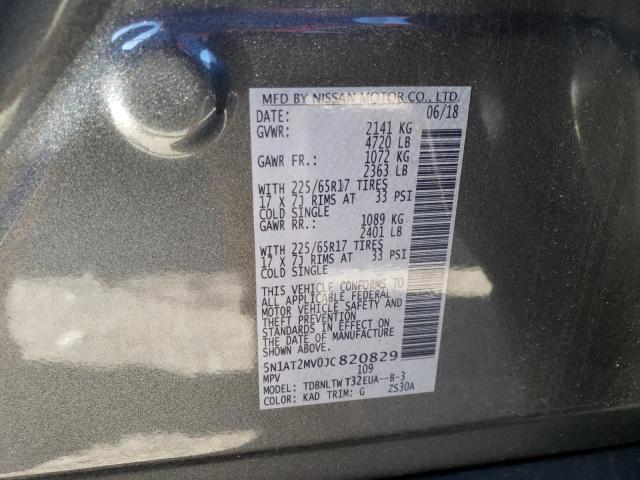 MFD BY NISSAN MOTOR CO., LTD.
DATE: 06/18
GVWR: 2141 KG
4720 LB
GAWR FR.: 1072 KG
2363 LB
WITH 225/65R17 TIRES
17 X 7J RIMS AT 33 PSI
COLD SINGLE
GAWR RR.: 1089 KG
2401 LB
WITH 225/65R17 TIRES
17 X 7J RIMS AT 33 PSI
COLD SINGLE
THIS VEHICLE CONFORMS TO
ALL APPLICABLE FEDERAL
MOTOR VEHICLE SAFETY AND
THEFT PREVENTION
STANDARDS IN EFFECT ON
THE DATE OF MANUFACTURE
SHOWN ABOVE.
5N1AT2MV0JC820829
MPV 109
MODEL: TDBNLTWT32EUA--B-3
COLOR: KAD TRIM: G ZS30A